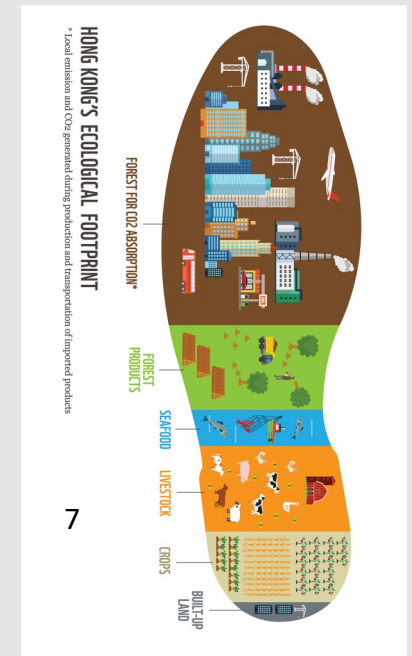 HONG KONG'S ECOLOGICAL FOOTPRINT
* Local emission and CO2 generated during production and transportation of imported products
FOREST FOR CO2 ABSORPTION*
FOREST
PRODUCTS
SEAFOOD
LIVESTOCK
CROPS
BUILT-UP
LAND
7